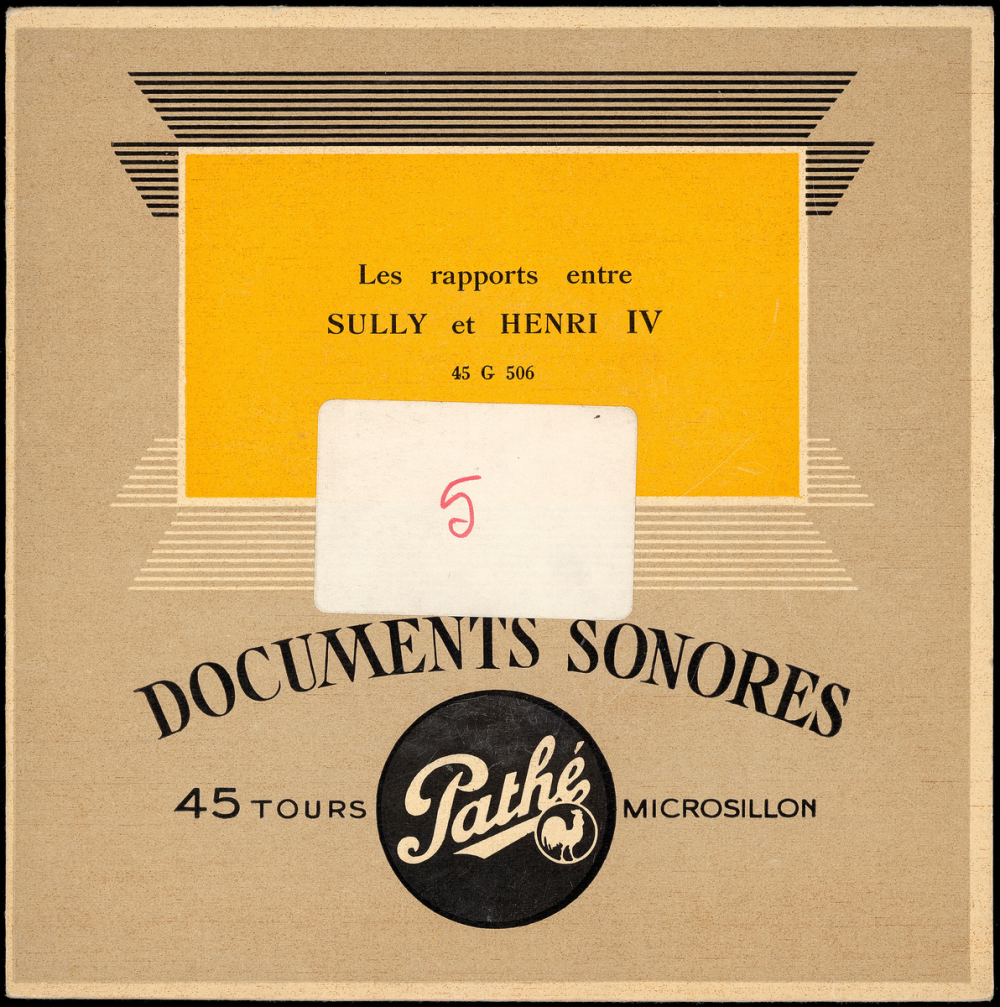 Les rapports entre
SULLY et HENRI IV
45 G 506
5
DOCUMENTS SONORES
Pathé
45 TOURS
MICROSILLON